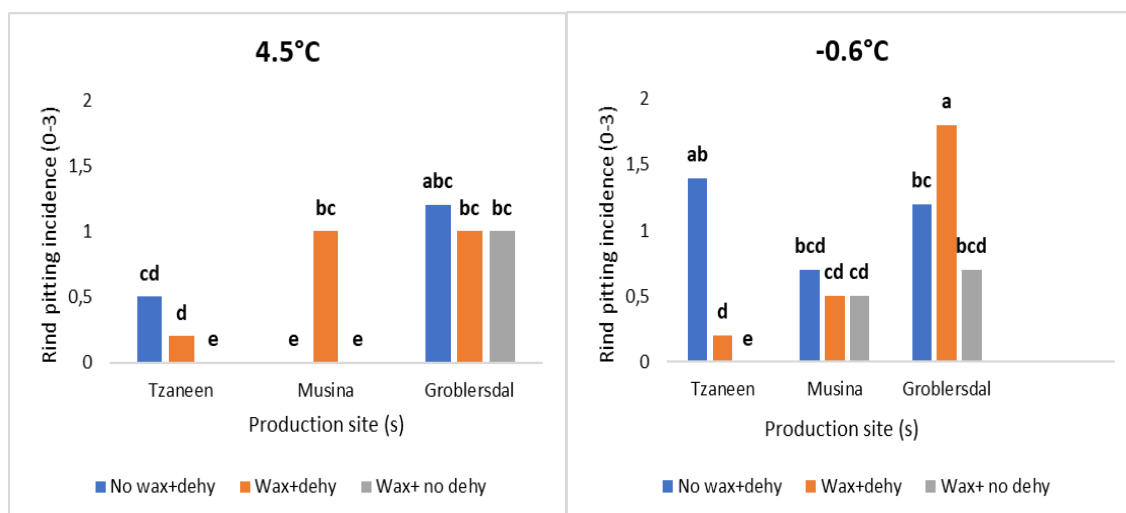 4.5°C
Rind pitting incidence (0-3)
2
1,5
1
0,5
0
cd
d
e
e
bc
e
abc
bc
bc
Tzaneen
Musina
Groblersdal
Production site (s)
No wax+dehy
Wax+dehy
Wax+ no dehy
-0.6°C
Rind pitting incidence (0-3)
2
1,5
1
0,5
0
ab
d
e
bcd
cd
cd
bc
a
bcd
Tzaneen
Musina
Groblersdal
Production site (s)
No wax+dehy
Wax+dehy
Wax+ no dehy